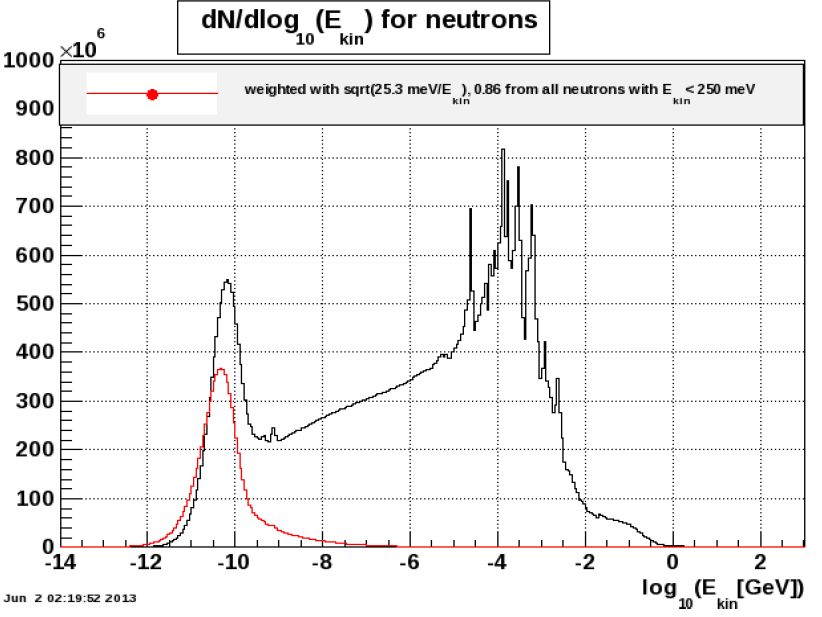 dN/dlog10(Ekin) for neutrons
×10^6
weighted with sqrt(25.3 meV/Ekin), 0.86 from all neutrons with Ekin< 250 meV
1000
900
800
700
600
500
400
300
200
100
0
-14 -12 -10 -8 -6 -4 -2 0 2
log10(Ekin[GeV])
Jun 2 02:19:52 2013